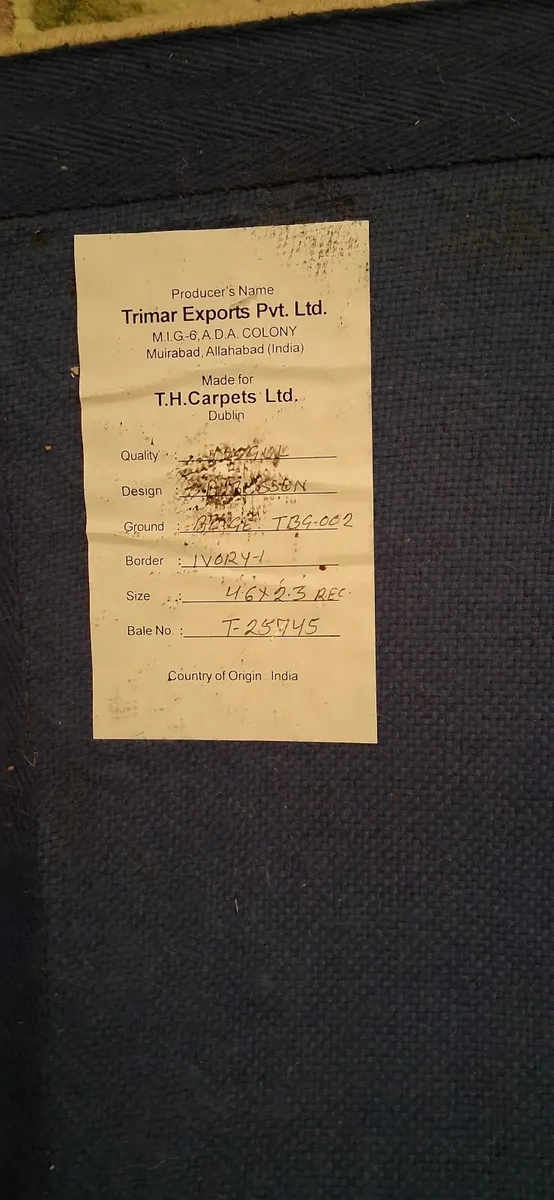 Producer's Name
Trimar Exports Pvt. Ltd.
M.I.G-6, A.D.A. COLONY
Muirabad, Allahabad (India)
Made for
T.H.Carpets Ltd.
Dublin
Quality :
Design :
Ground : BEIGE TBG-002
Border : IVORY-1
Size : 4.6X2.3 REC.
Bale No. : T-25745
Country of Origin : India